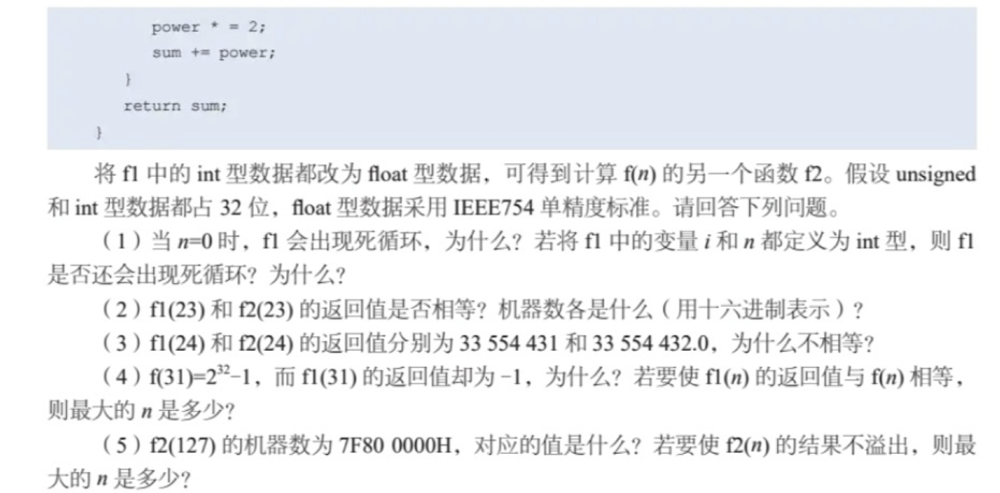 power * = 2;
sum += power;
}
return sum;
}
将 f1 中的 int 型数据都改为 float 型数据，可得到计算 f(n) 的另一个函数 f2。假设 unsigned
和 int 型数据都占 32 位，float 型数据采用 IEEE754 单精度标准。请回答下列问题。
（1）当 n=0 时，f1 会出现死循环，为什么？若将 f1 中的变量 i 和 n 都定义为 int 型，则 f1
是否还会出现死循环？为什么？
（2）f1(23) 和 f2(23) 的返回值是否相等？机器数各是什么（用十六进制表示）？
（3）f1(24) 和 f2(24) 的返回值分别为 33 554 431 和 33 554 432.0，为什么不相等？
（4）f(31)=2³²−1，而 f1(31) 的返回值却为 −1，为什么？若要使 f1(n) 的返回值与 f(n) 相等，
则最大的 n 是多少？
（5）f2(127) 的机器数为 7F80 0000H，对应的值是什么？若要使 f2(n) 的结果不溢出，则最
大的 n 是多少？